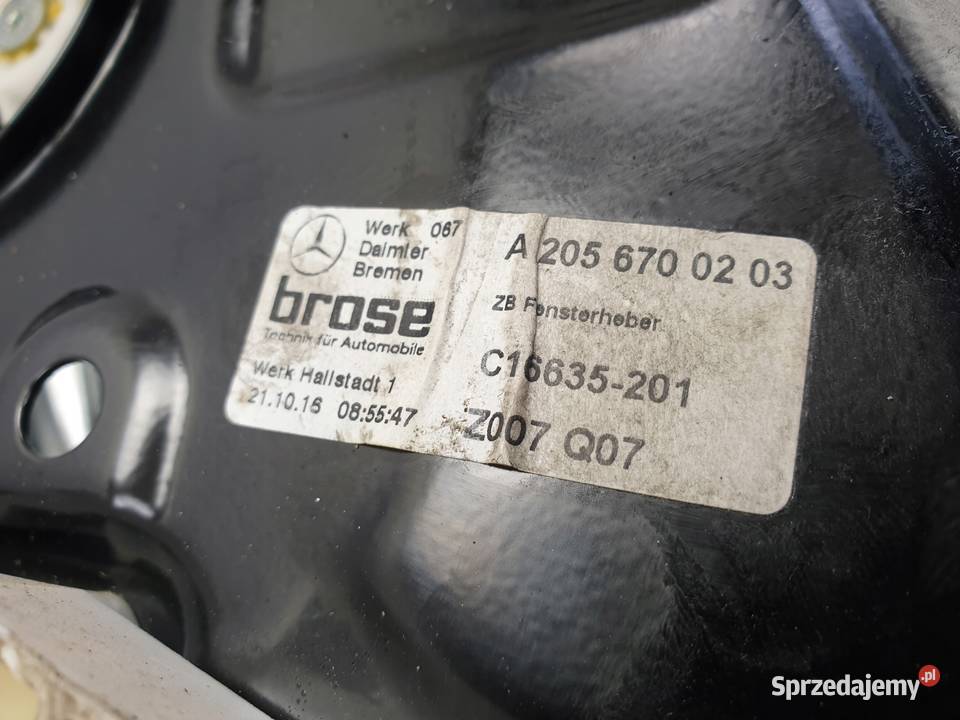 Werk 067
Daimler
Bremen
brose
Technik für Automobile
Werk Hallstadt 1
21.10.16 08:55:47
A 205 670 02 03
ZB Fensterheber
C16635-201
Z007 Q07
Sprzedajemy.pl